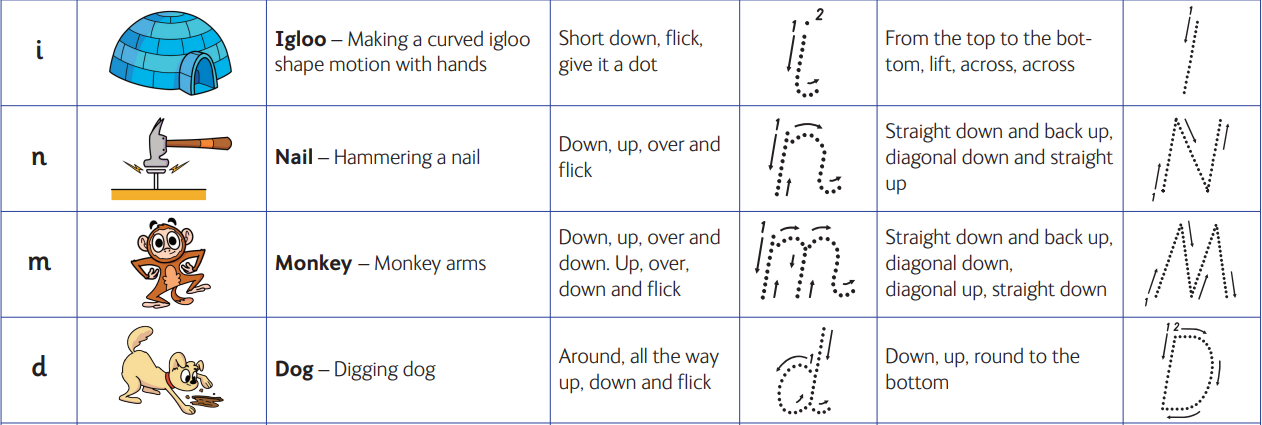 i
Igloo – Making a curved igloo
shape motion with hands
Short down, flick,
give it a dot
1 2
From the top to the bot-
tom, lift, across, across
1
n
Nail – Hammering a nail
Down, up, over and
flick
1
Straight down and back up,
diagonal down and straight
up
1
m
Monkey – Monkey arms
Down, up, over and
down. Up, over,
down and flick
1
Straight down and back up,
diagonal down,
diagonal up, straight down
1
d
Dog – Digging dog
Around, all the way
up, down and flick
1
Down, up, round to the
bottom
1 2